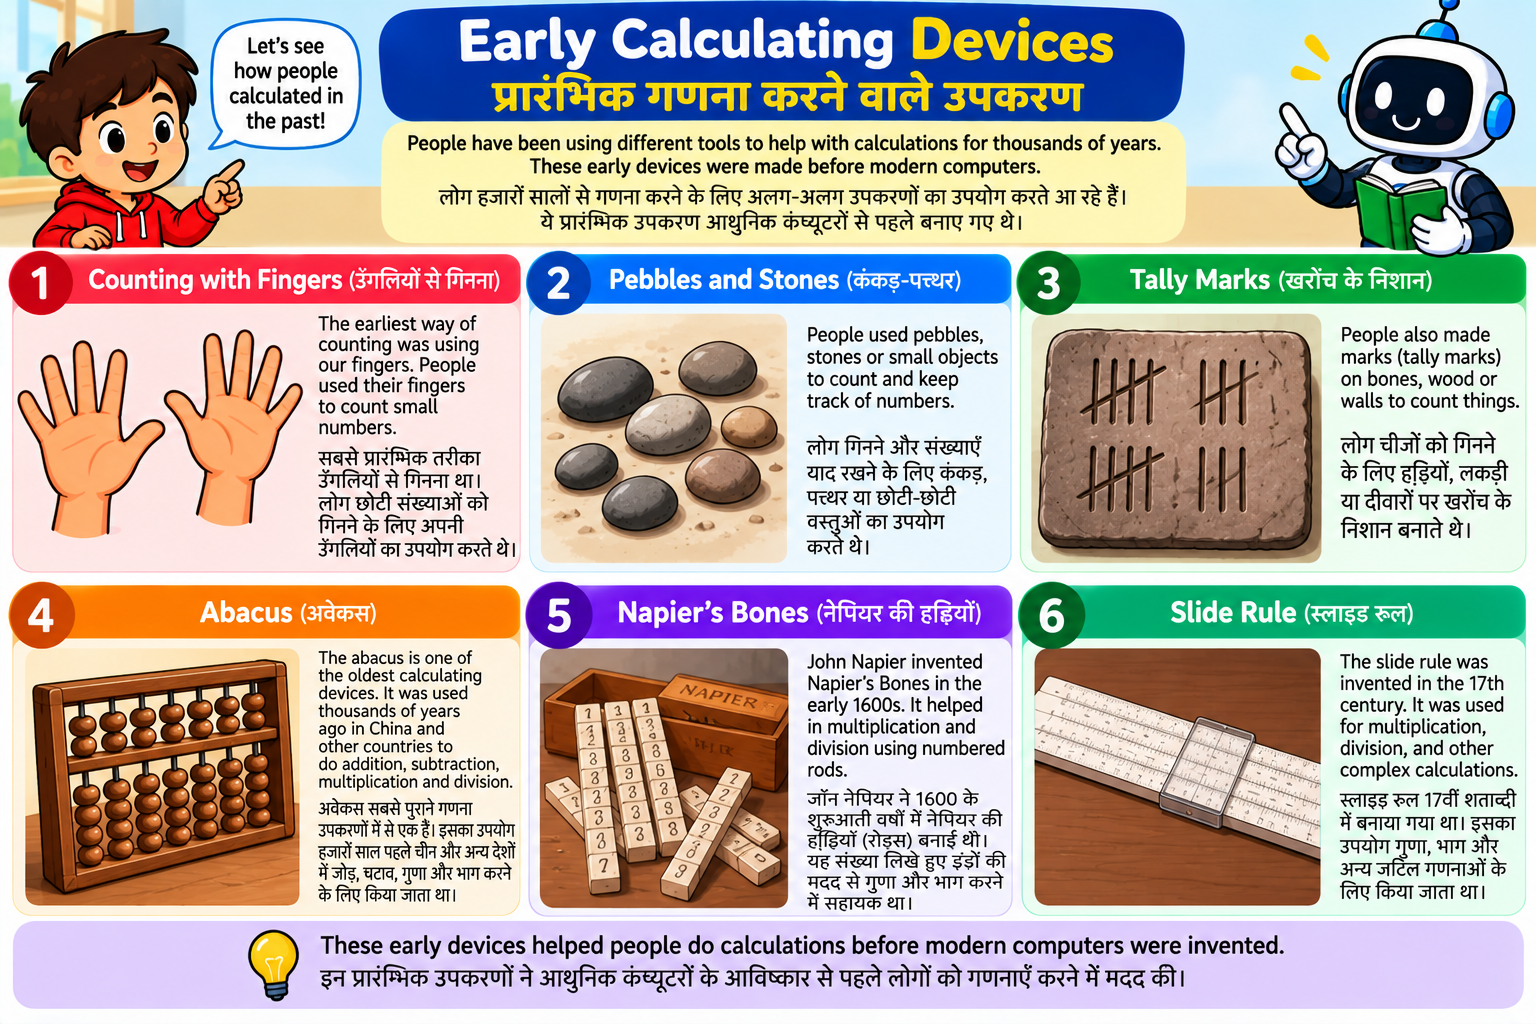 Let's see
how people
calculated in
the past!
Early Calculating Devices
प्रारंभिक गणना करने वाले उपकरण
People have been using different tools to help with calculations for thousands of years.
These early devices were made before modern computers.
लोग हजारों सालों से गणना करने के लिए अलग-अलग उपकरणों का उपयोग करते आ रहे हैं।
ये प्रारम्भिक उपकरण आधुनिक कंप्यूटरों से पहले बनाए गए थे।
1 Counting with Fingers (उँगलियों से गिनना)
The earliest way of
counting was using
our fingers. People
used their fingers
to count small
numbers.
सबसे प्रारम्भिक तरीका
उँगलियों से गिनना था।
लोग छोटी संख्याओं को
गिनने के लिए अपनी
उँगलियों का उपयोग करते थे।
2 Pebbles and Stones (कंकड़-पत्थर)
People used pebbles,
stones or small objects
to count and keep
track of numbers.
लोग गिनने और संख्याएँ
याद रखने के लिए कंकड़,
पत्थर या छोटी-छोटी
वस्तुओं का उपयोग
करते थे।
3 Tally Marks (खरोंच के निशान)
People also made
marks (tally marks)
on bones, wood or
walls to count things.
लोग चीजों को गिनने
के लिए हड़ियों, लकड़ी
या दीवारों पर खरोंच के
निशान बनाते थे।
4 Abacus (अवेकस)
The abacus is one of
the oldest calculating
devices. It was used
thousands of years
ago in China and
other countries to
do addition, subtraction,
multiplication and division.
अवेकस सबसे पुराने गणना
उपकरणों में से एक हैं। इसका उपयोग
हजारों साल पहले चीन और अन्य देशों
में जोड़, चटाव, गुणा और भाग करने
के लिए किया जाता था।
5 Napier's Bones (नेपियर की हड़ियों)
NAPIER
John Napier invented
Napier's Bones in the
early 1600s. It helped
in multiplication and
division using numbered
rods.
जॉन नेपियर ने 1600 के
शुरुआती वर्षों में नेपियर की
हड़ियों (रोड्स) बनाई थी।
यह संख्या लिखे हुए डंडों की
मदद से गुणा और भाग करने
में सहायक था।
6 Slide Rule (स्लाइड रूल)
The slide rule was
invented in the 17th
century. It was used
for multiplication,
division, and other
complex calculations.
स्लाइड रुल 17वीं शताब्दी
में बनाया गया था। इसका
उपयोग गुणा, भाग और
अन्य जटिल गणनाओं के
लिए किया जाता था।
These early devices helped people do calculations before modern computers were invented.
इन प्रारम्भिक उपकरणों ने आधुनिक कंप्यूटरों के आविष्कार से पहले लोगों को गणनाएँ करने में मदद की।